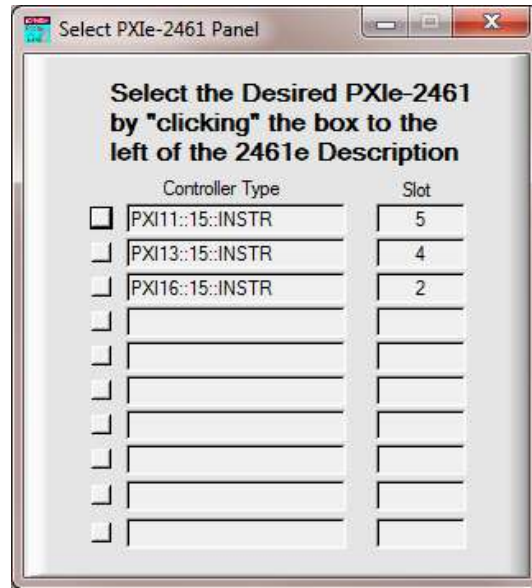 Select PXIe-2461 Panel
Select the Desired PXIe-2461
by "clicking" the box to the
left of the 2461e Description
Controller Type Slot
PXI11::15::INSTR 5
PXI13::15::INSTR 4
PXI16::15::INSTR 2